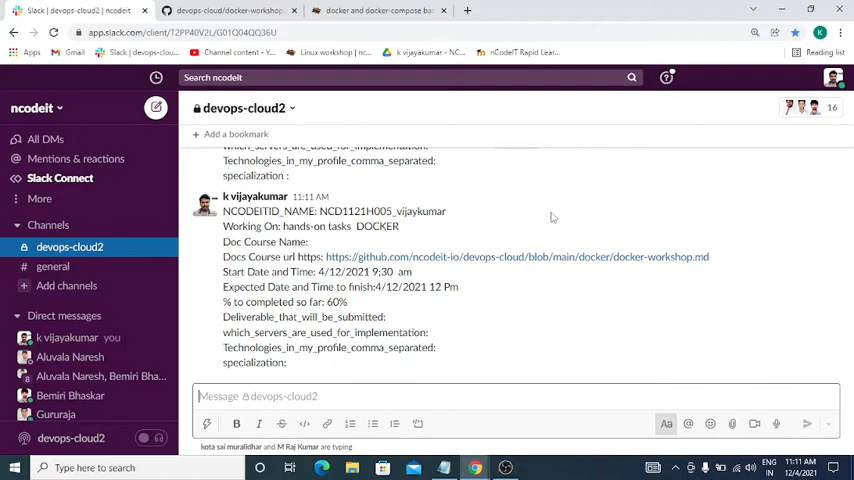 Slack | devops-cloud2 | ncodeit
devops-cloud/docker-workshop.
docker and docker-compose ba
app.slack.com/client/T2PP40V2L/G01Q04QC36U
Apps
Gmail
Slack | devops-clou...
Channel content - Y...
Linux workshop | nc...
k vijayakumar - NC...
nCodeIT Rapid Lear...
Reading list
Search ncodeit
ncodeit
devops-cloud2
16
Add a bookmark
All DMs
Mentions & reactions
Slack Connect
More
Channels
devops-cloud2
general
Add channels
Direct messages
k vijayakumar you
Aluvala Naresh
Aluvala Naresh, Bemiri Bha...
Bemiri Bhaskar
Gururaja
devops-cloud2
which_servers_are_used_for_implementation:
Technologies_in_my_profile_comma_separated:
specialization :
k vijayakumar 11:11 AM
NCODEITID_NAME: NCD1121H005_vijaykumar
Working On: hands-on tasks DOCKER
Doc Course Name:
Docs Course url https: https://github.com/ncodeit-io/devops-cloud/blob/main/docker/docker-workshop.md
Start Date and Time: 4/12/2021 9;30 am
Expected Date and Time to finish:4/12/2021 12 Pm
% to completed so far: 60%
Deliverable_that_will_be_submitted:
which_servers_are_used_for_implementation:
Technologies_in_my_profile_comma_separated:
specialization:
Message devops-cloud2
kota sai muralidhar and M Raj Kumar are typing
Type here to search
ENG
IN
11:11 AM
12/4/2021